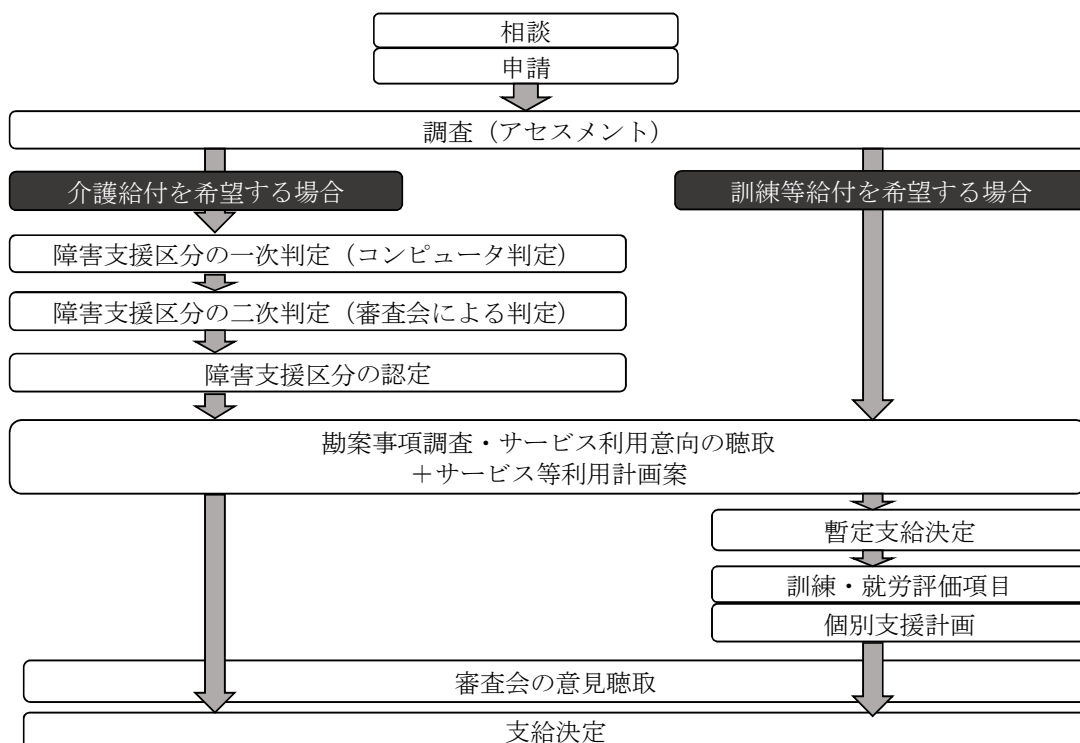 相談
申請
調査（アセスメント）
介護給付を希望する場合
訓練等給付を希望する場合
障害支援区分の一次判定（コンピュータ判定）
障害支援区分の二次判定（審査会による判定）
障害支援区分の認定
勘案事項調査・サービス利用意向の聴取
＋サービス等利用計画案
暫定支給決定
訓練・就労評価項目
個別支援計画
審査会の意見聴取
支給決定